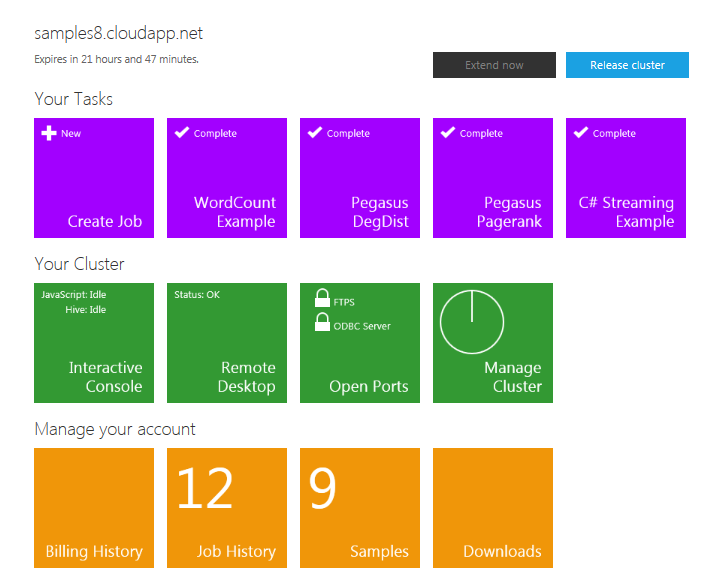 samples8.cloudapp.net
Expires in 21 hours and 47 minutes.
Extend now
Release cluster
Your Tasks
New
Create Job
Complete
WordCount
Example
Complete
Pegasus
DegDist
Complete
Pegasus
Pagerank
Complete
C# Streaming
Example
Your Cluster
JavaScript: Idle
Hive: Idle
Interactive
Console
Status: OK
Remote
Desktop
FTPS
ODBC Server
Open Ports
Manage
Cluster
Manage your account
Billing History
12
Job History
9
Samples
Downloads